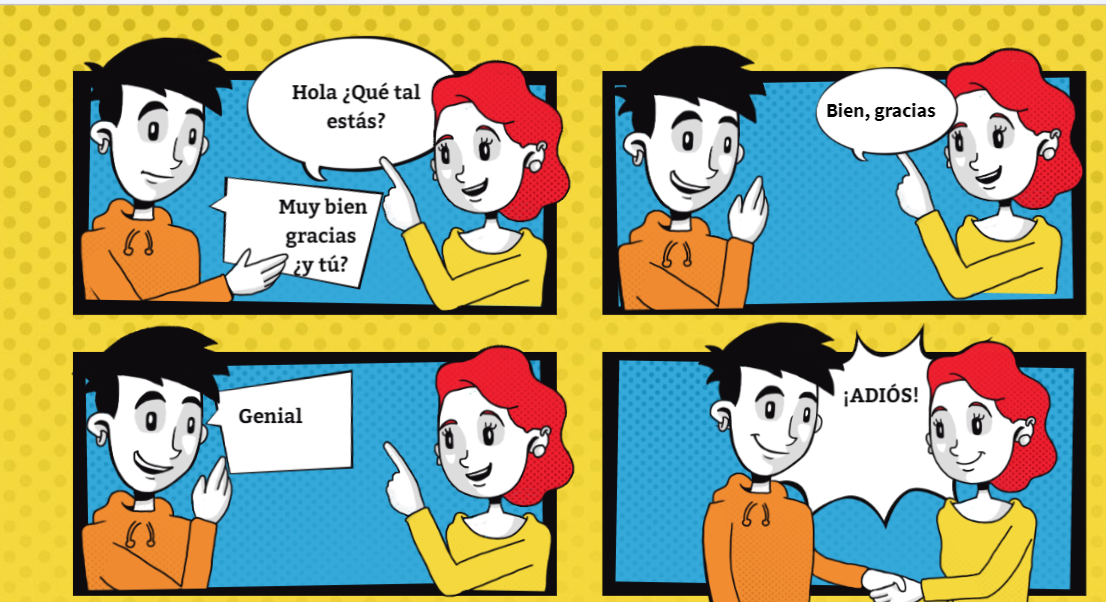 Hola ¿Qué tal
estás?
Muy bien
gracias
¿y tú?
Bien, gracias
Genial
¡ADIÓS!